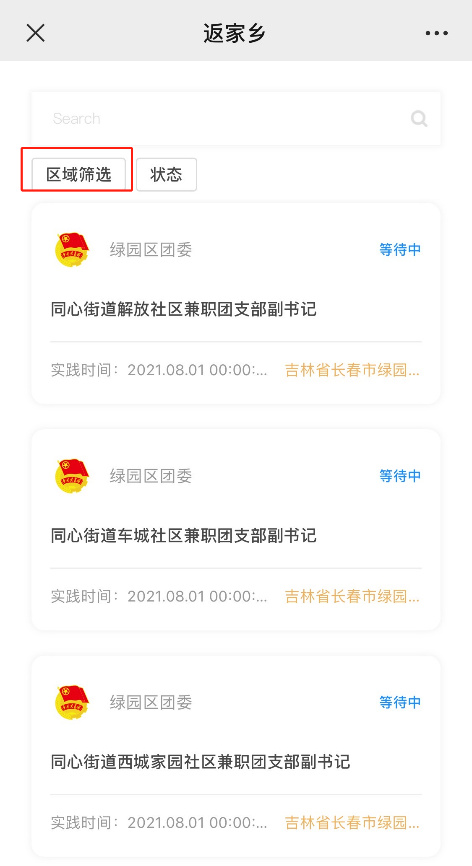 返家乡
Search
区域筛选 状态
绿园区团委 等待中
同心街道解放社区兼职团支部副书记
实践时间：2021.08.01 00:00:... 吉林省长春市绿园...
绿园区团委 等待中
同心街道车城社区兼职团支部副书记
实践时间：2021.08.01 00:00:... 吉林省长春市绿园...
绿园区团委 等待中
同心街道西城家园社区兼职团支部副书记
实践时间：2021.08.01 00:00:... 吉林省长春市绿园...